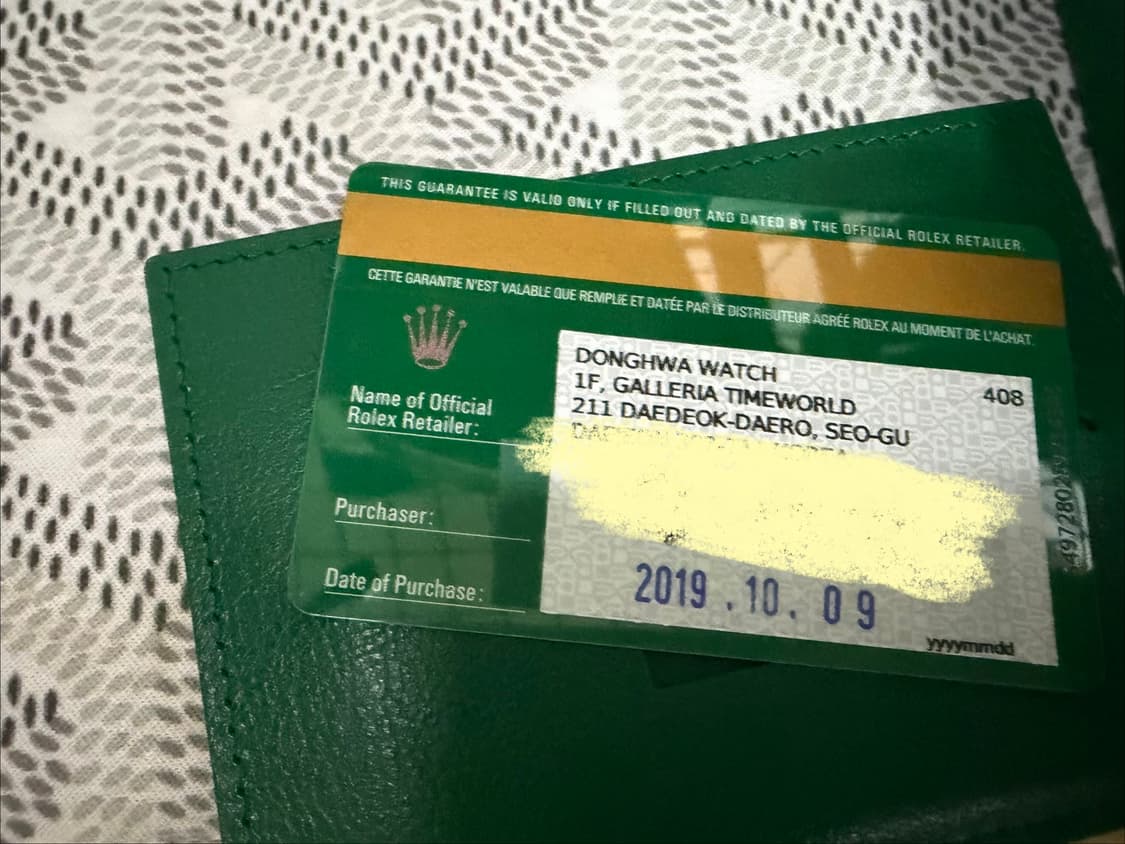 THIS GUARANTEE IS VALID ONLY IF FILLED OUT AND DATED BY THE OFFICIAL ROLEX RETAILER.
CETTE GARANTIE N'EST VALABLE QUE REMPLIE ET DATÉE PAR LE DISTRIBUTEUR AGRÉÉ ROLEX AU MOMENT DE L'ACHAT.
Name of Official
Rolex Retailer:
DONGHWA WATCH
408
1F, GALLERIA TIMEWORLD
211 DAEDEOK-DAERO, SEO-GU
Purchaser:
Date of Purchase:
2019.10.09
yyyymmdd